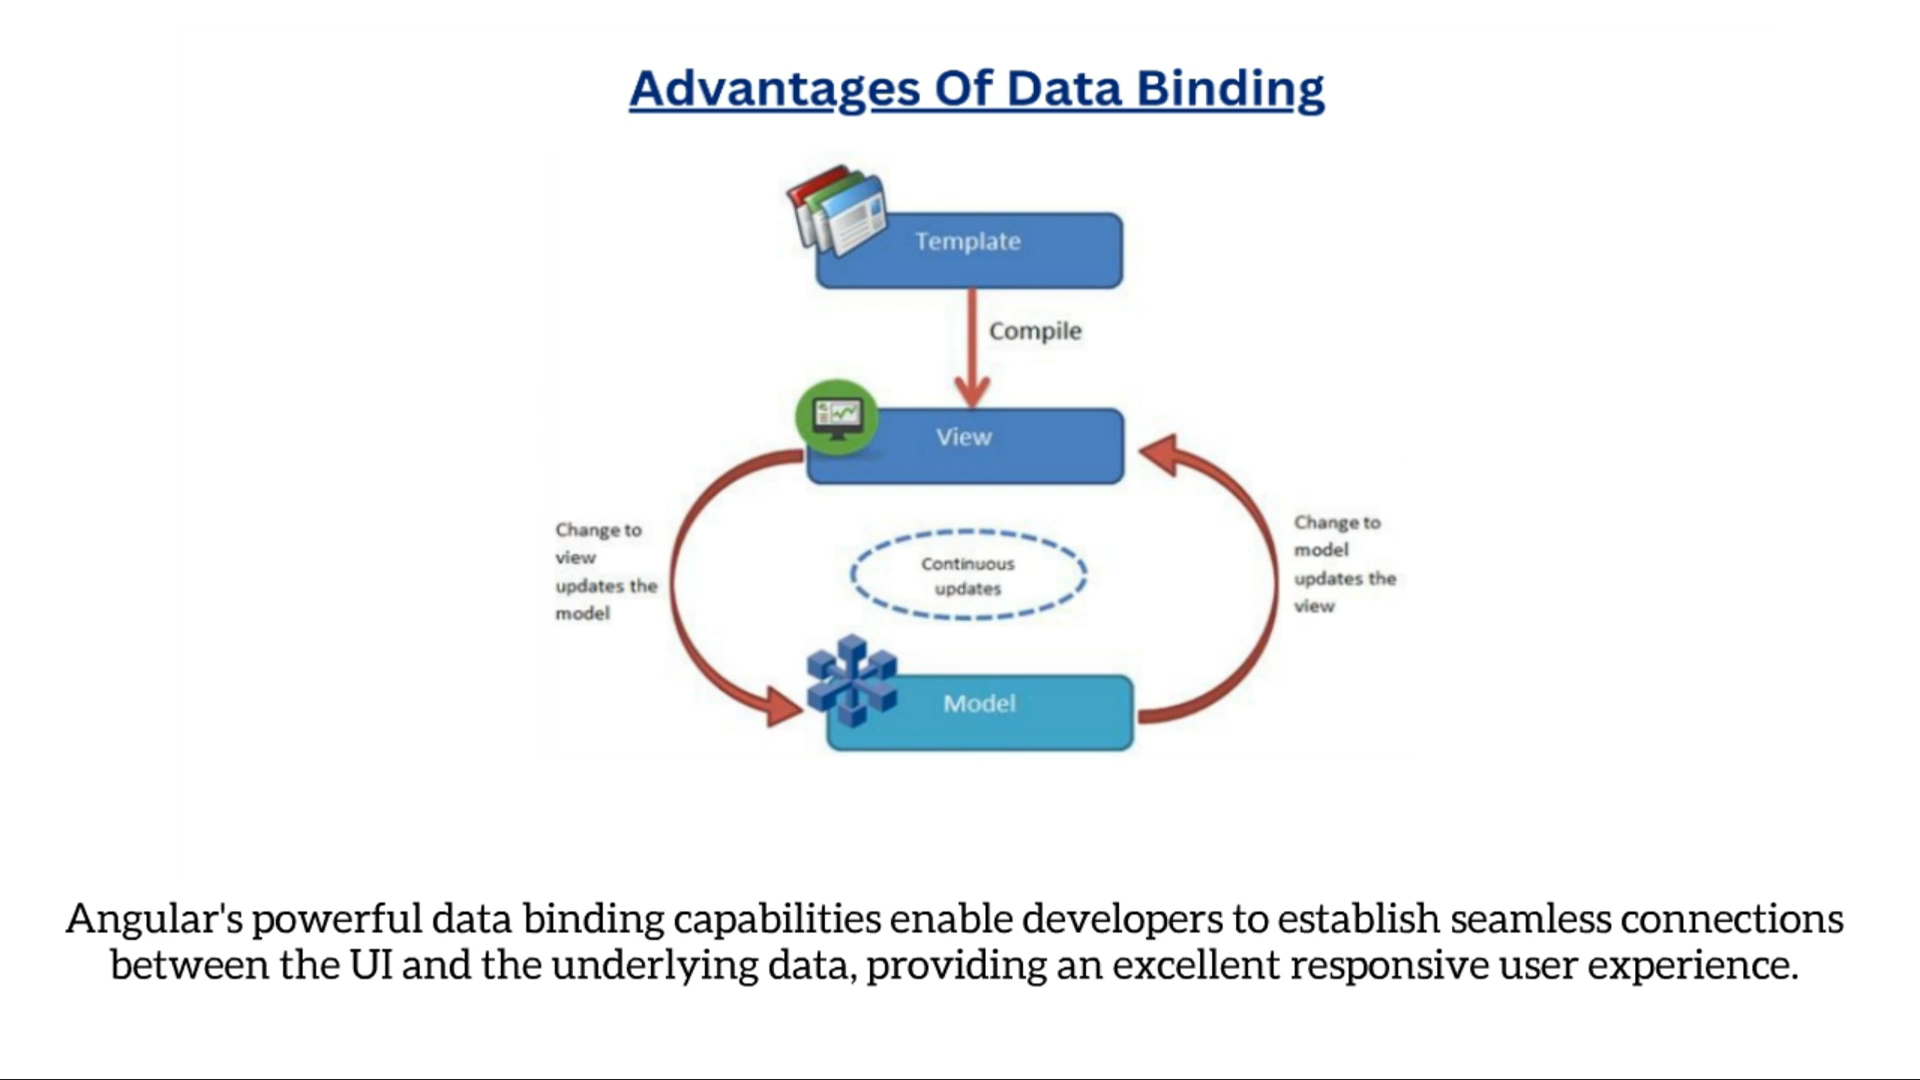 Advantages Of Data Binding
Template
Compile
View
Change to
view
updates the
model
Continuous
updates
Change to
model
updates the
view
Model
Angular's powerful data binding capabilities enable developers to establish seamless connections
between the UI and the underlying data, providing an excellent responsive user experience.